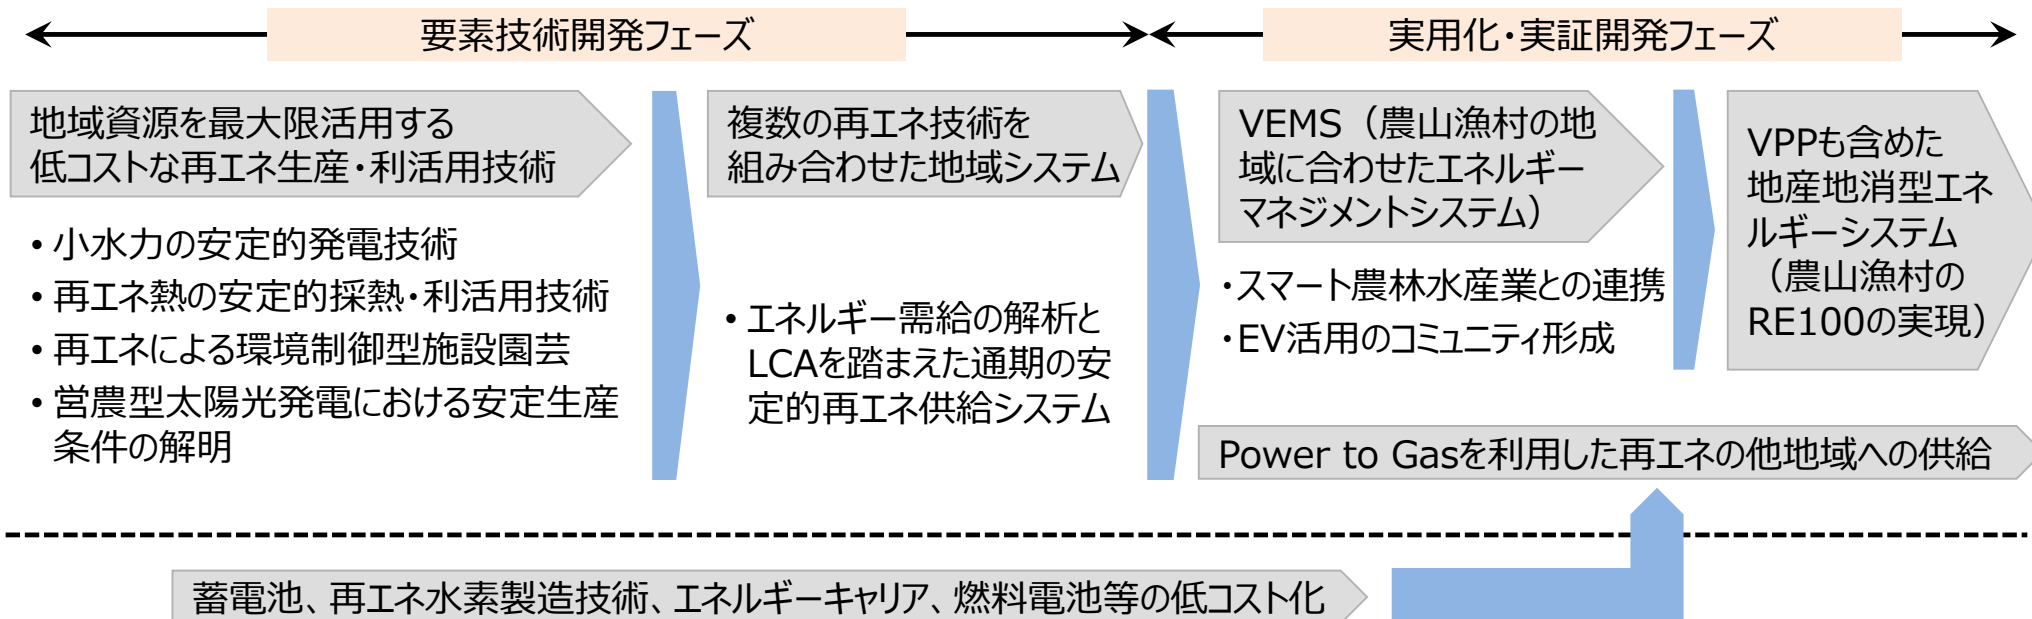 要素技術開発フェーズ
実用化・実証開発フェーズ
地域資源を最大限活用する
低コストな再エネ生産・利活用技術
• 小水力の安定的発電技術
• 再エネ熱の安定的採熱・利活用技術
• 再エネによる環境制御型施設園芸
• 営農型太陽光発電における安定生産
条件の解明
複数の再エネ技術を
組み合わせた地域システム
• エネルギー需給の解析と
LCAを踏まえた通期の安
定的再エネ供給システム
VEMS（農山漁村の地
域に合わせたエネルギー
マネジメントシステム）
・スマート農林水産業との連携
・EV活用のコミュニティ形成
VPPも含めた
地産地消型エネ
ルギーシステム
（農山漁村の
RE100の実現）
Power to Gasを利用した再エネの他地域への供給
蓄電池、再エネ水素製造技術、エネルギーキャリア、燃料電池等の低コスト化